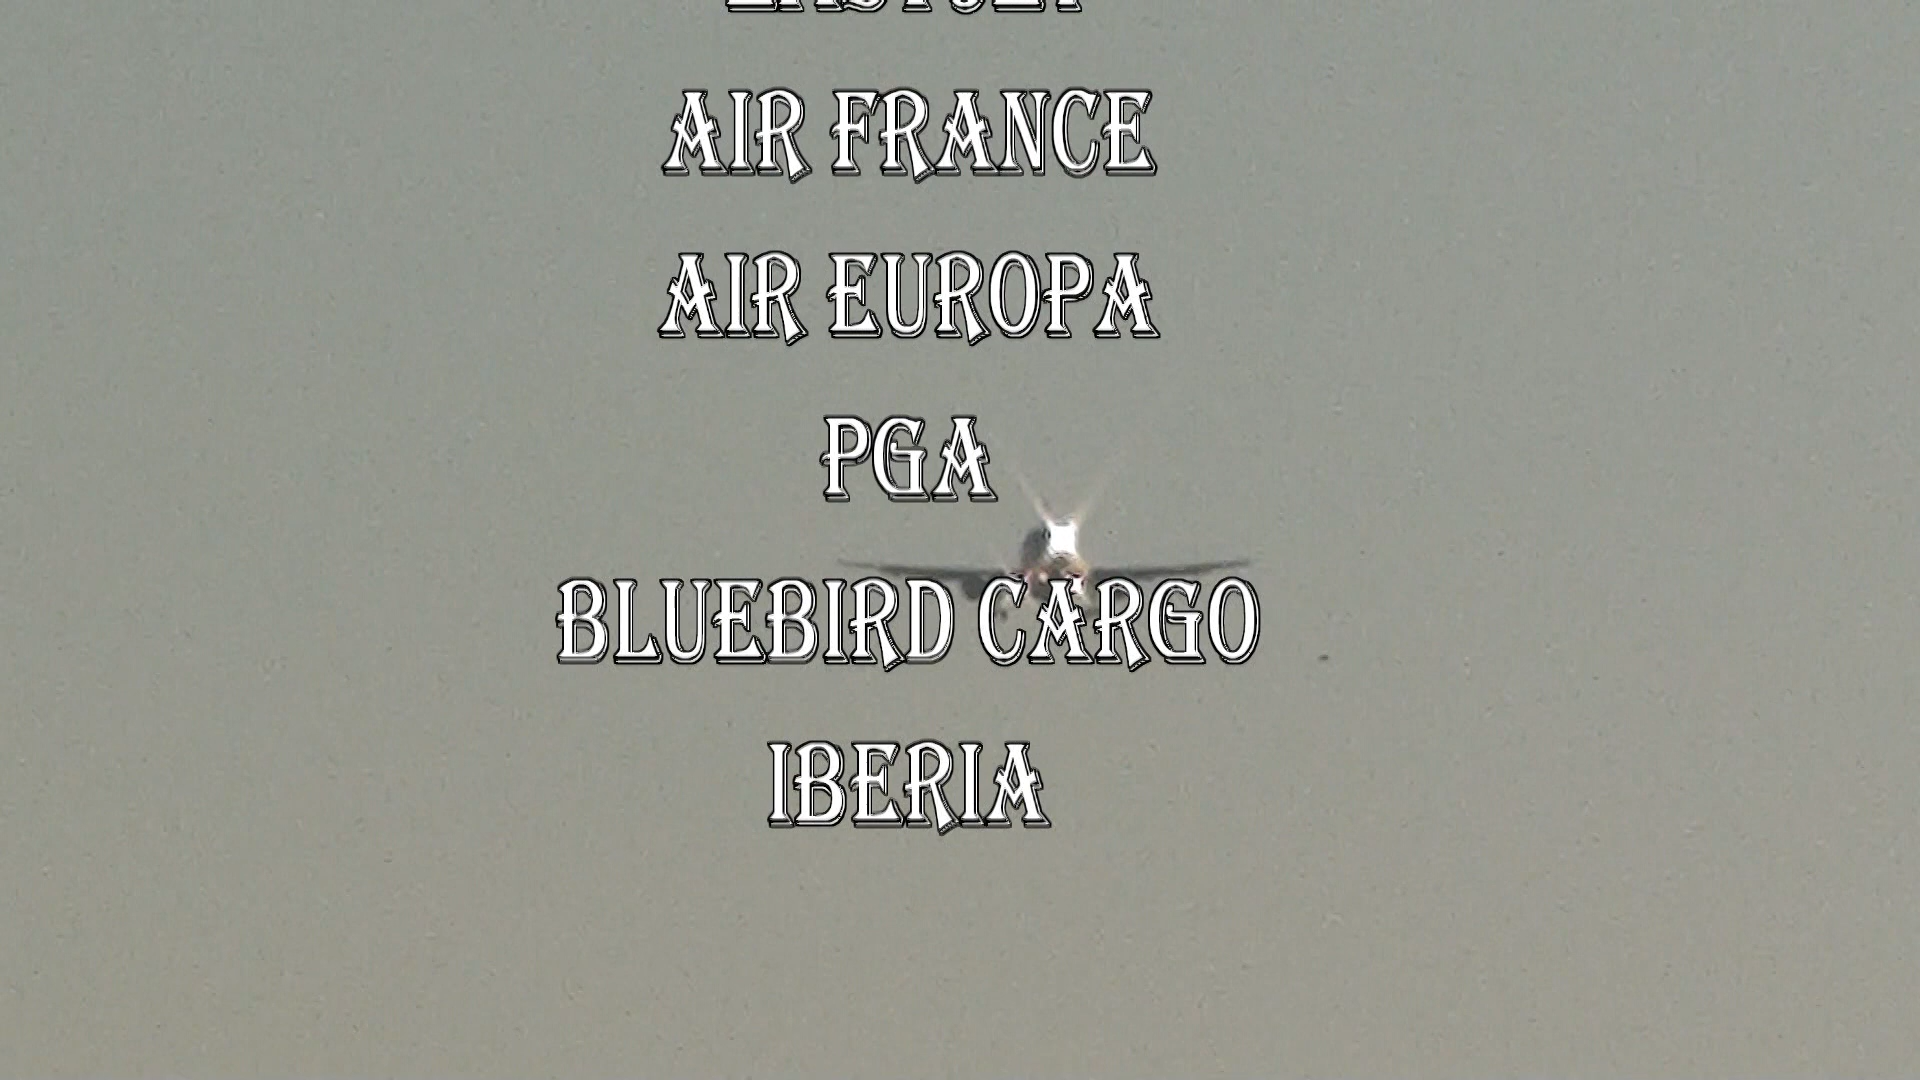 AIR FRANCE
AIR EUROPA
PGA
BLUEBIRD CARGO
IBERIA